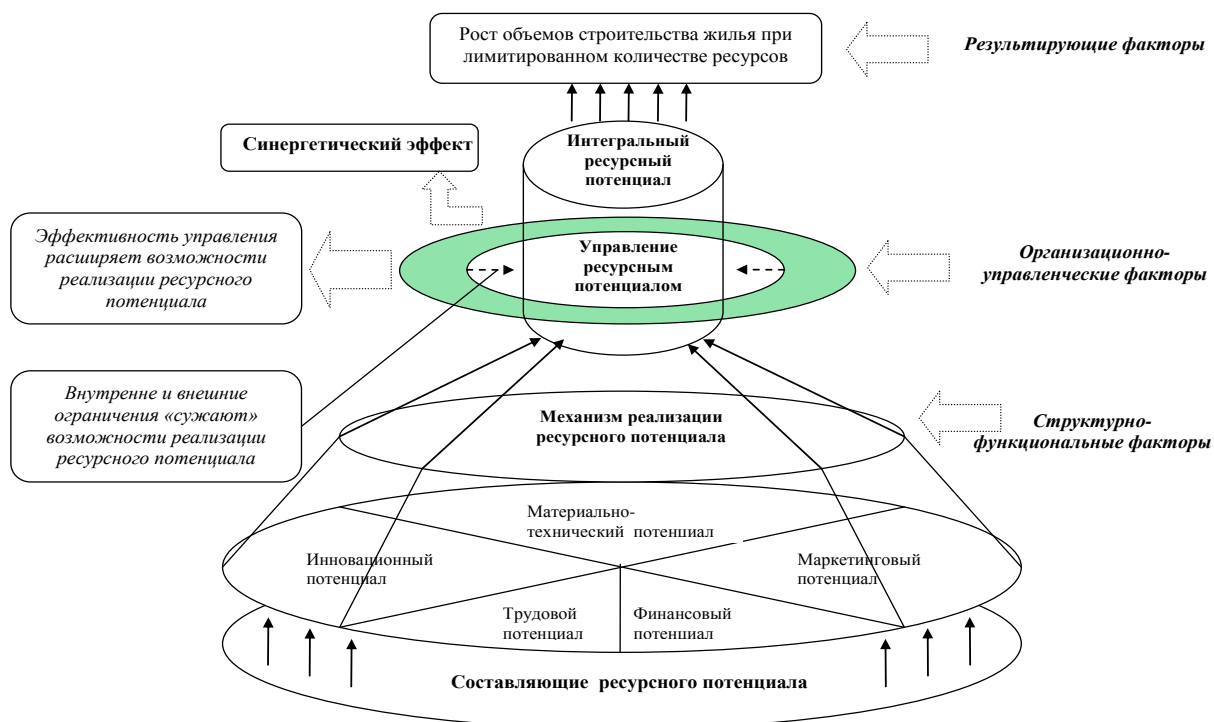 Рост объемов строительства жилья при
лимитированном количестве ресурсов
Результирующие факторы
Синергетический эффект
Интегральный
ресурсный
потенциал
Эффективность управления
расширяет возможности
реализации ресурсного
потенциала
Управление
ресурсным
потенциалом
Организационно-
управленческие факторы
Внутренне и внешние
ограничения «сужают»
возможности реализации
ресурсного потенциала
Механизм реализации
ресурсного потенциала
Структурно-
функциональные факторы
Материально-
технический потенциал
Инновационный
потенциал
Маркетинговый
потенциал
Трудовой
потенциал
Финансовый
потенциал
Составляющие ресурсного потенциала